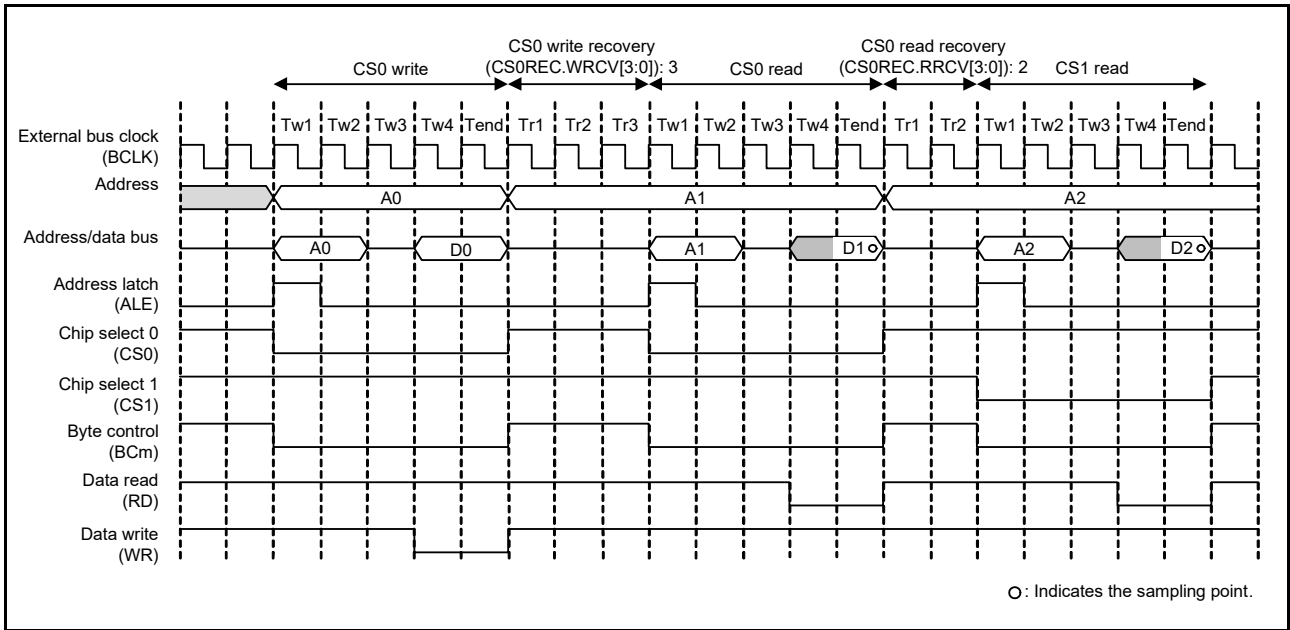 CS0 write recovery
(CS0REC.WRCV[3:0]): 3
CS0 read recovery
(CS0REC.RRCV[3:0]): 2
CS0 write
CS0 read
CS1 read
Tw1 Tw2 Tw3 Tw4 Tend Tr1 Tr2 Tr3 Tw1 Tw2 Tw3 Tw4 Tend Tr1 Tr2 Tw1 Tw2 Tw3 Tw4 Tend
External bus clock
(BCLK)
Address
A0 A1 A2
Address/data bus
A0 D0 A1 D1 A2 D2
Address latch
(ALE)
Chip select 0
(CS0)
Chip select 1
(CS1)
Byte control
(BCm)
Data read
(RD)
Data write
(WR)
: Indicates the sampling point.